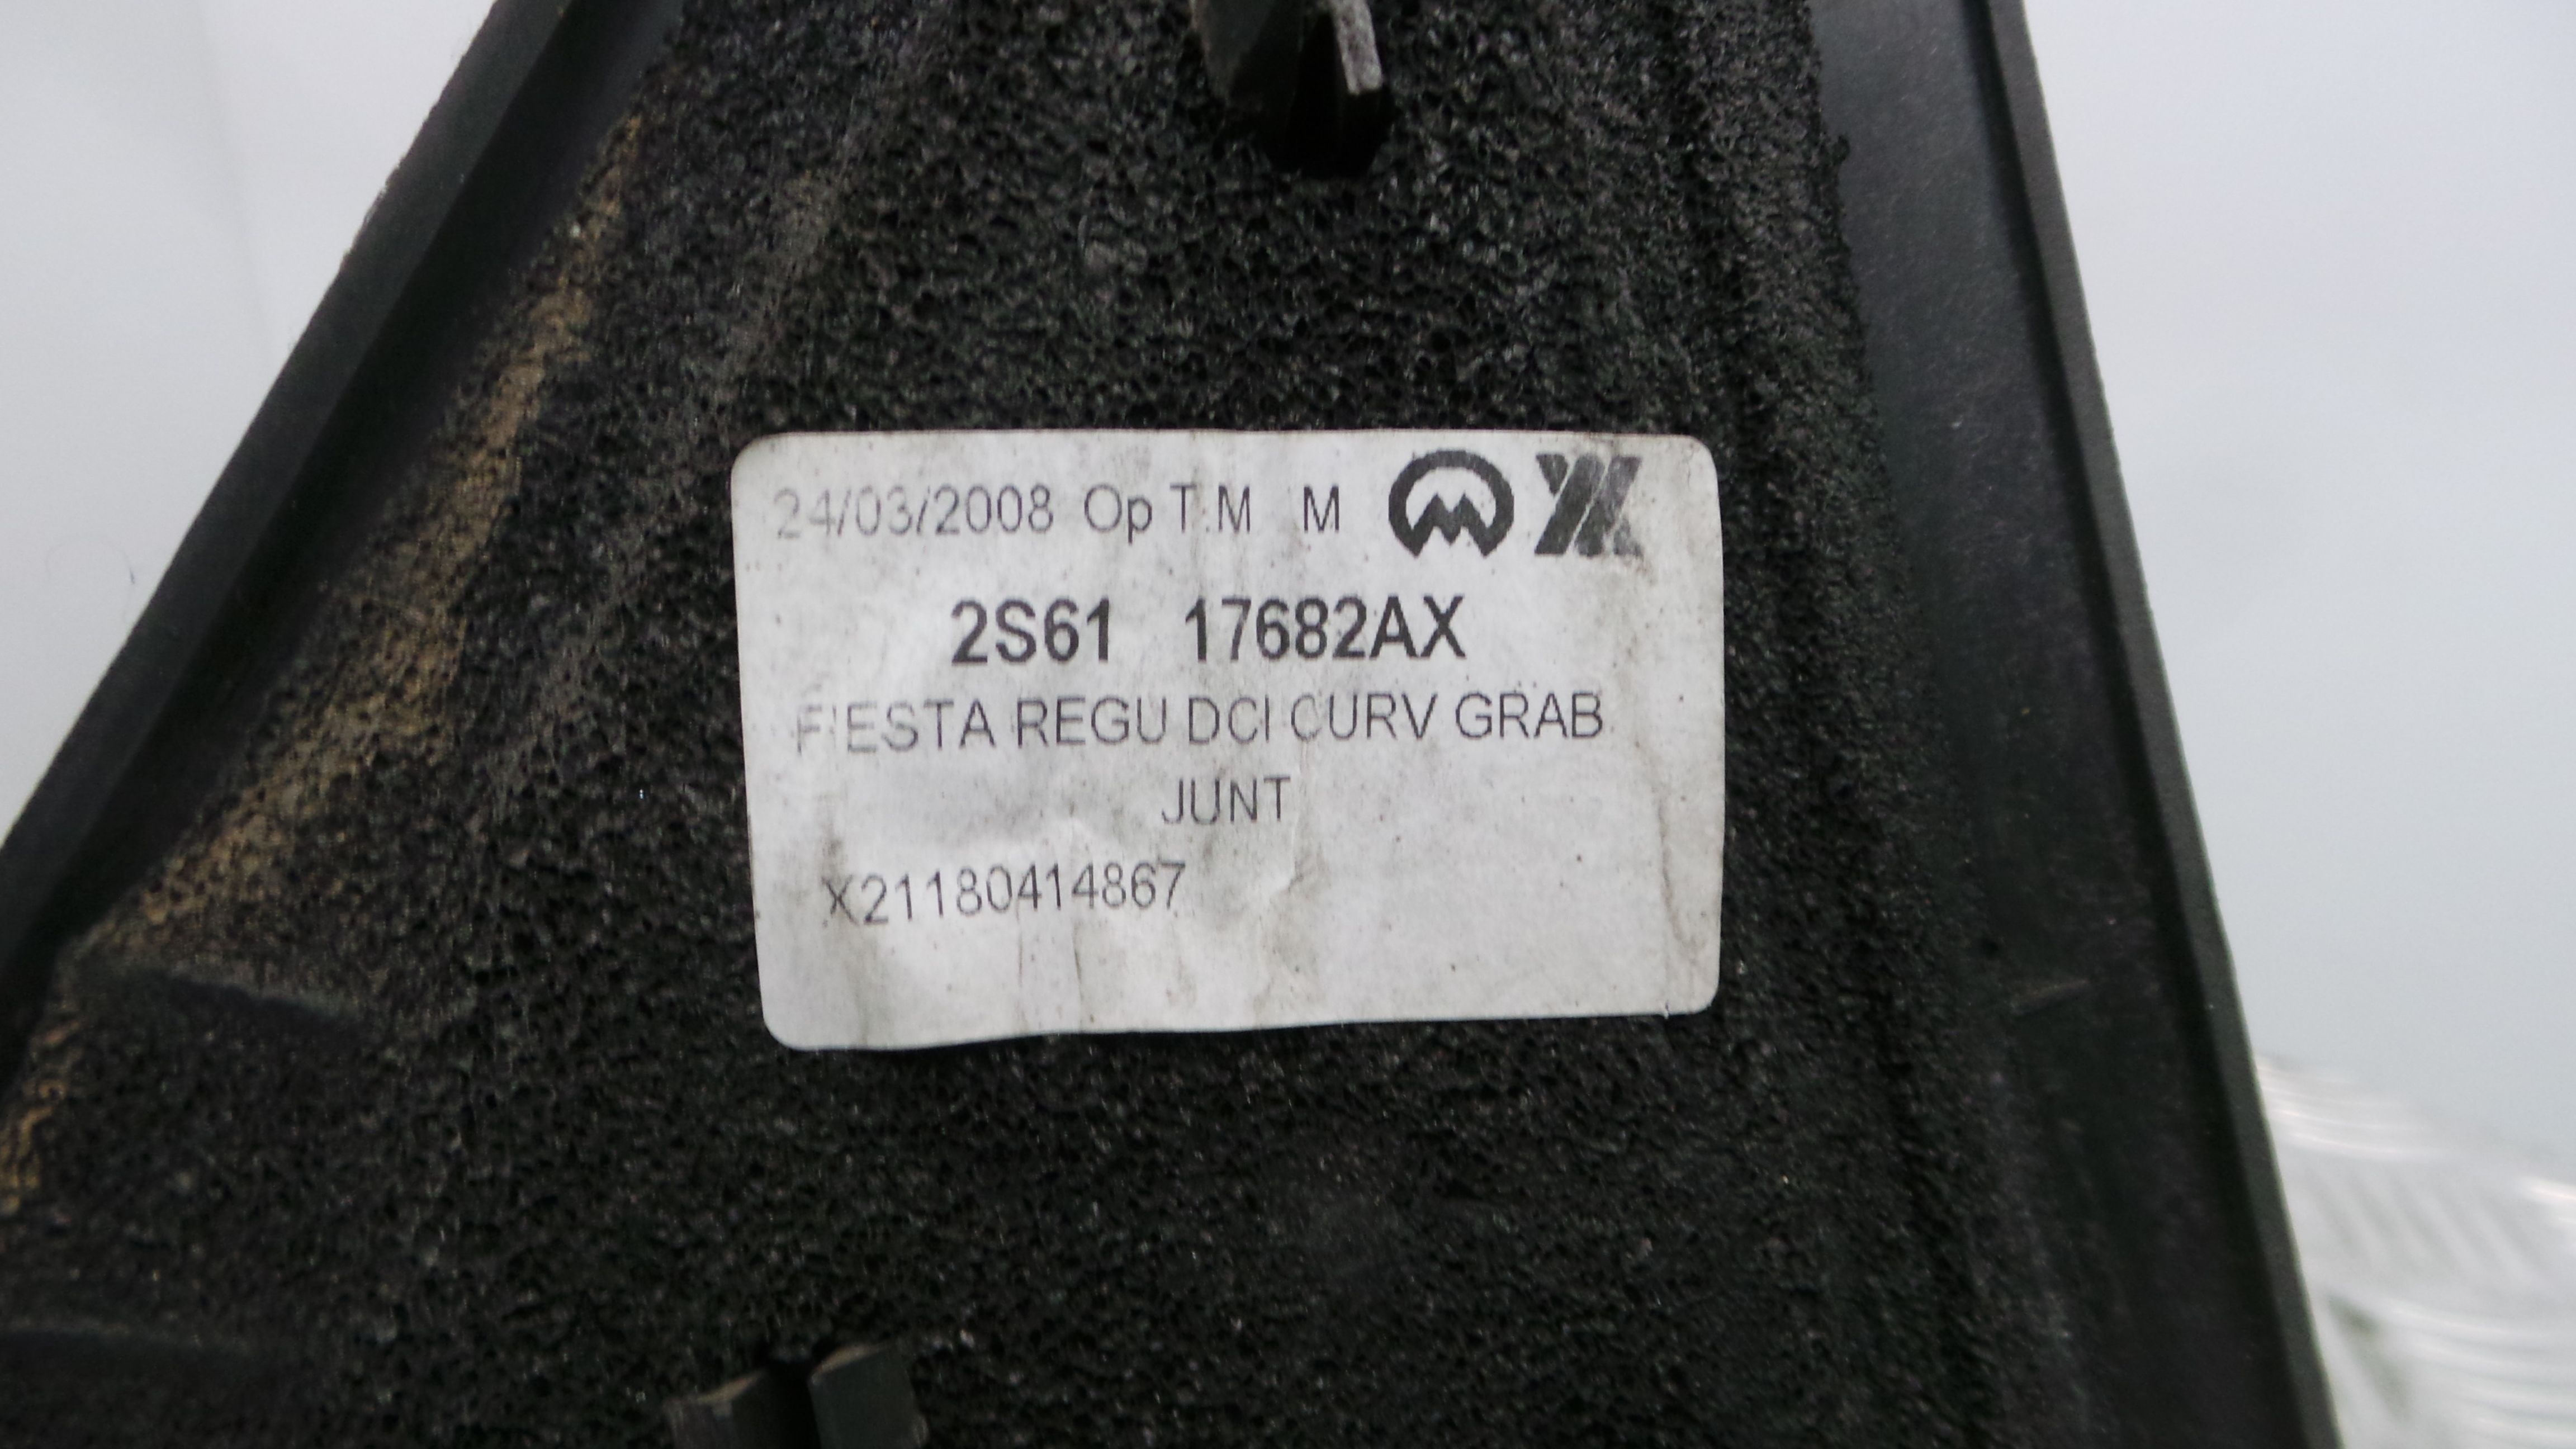 24/03/2008 Op T.M M
2S61 17682AX
FIESTA REGU DCI CURV GRAB
JUNT
X21180414867